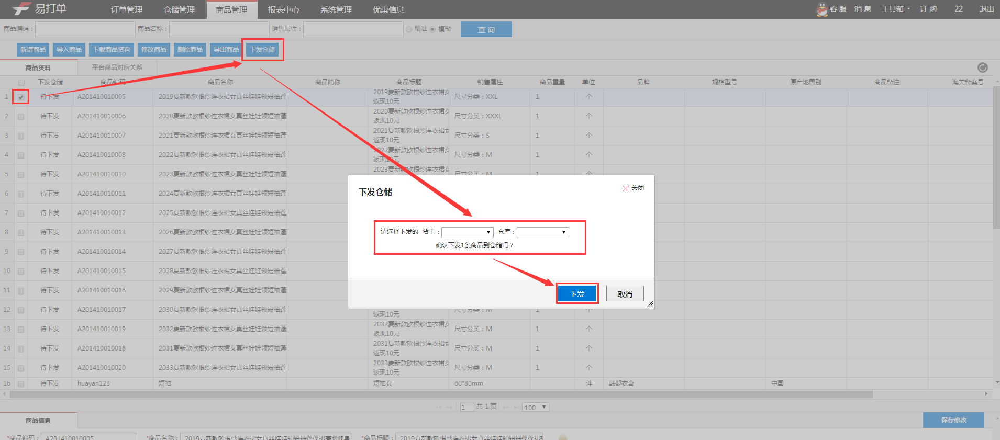 易打单 订单管理 仓储管理 商品管理 报表中心 系统管理 优惠信息 客 服 消 息 工具箱 订 购 22 退出
商品编码： 商品名称： 销售属性： 精准 模糊 查 询
新增商品 导入商品 下载商品资料 修改商品 删除商品 导出商品 下发仓储
商品资料 平台商品对应关系
下发仓储 商品编码 商品名称 商品简称 商品标题 销售属性 商品重量 单位 品牌 规格型号 原产地国别 商品备注 海关备案号
1 待下发 A201410010005 2019夏新款欧根纱连衣裙女真丝娃娃领短袖蓬 2019夏新款欧根纱连衣裙女 尺寸分类：XXL 1 个
返现10元
2 待下发 A201410010006 2020夏新款欧根纱连衣裙女真丝娃娃领短袖蓬 2020夏新款欧根纱连衣裙女 尺寸分类：XXXL 1 个
返现10元
3 待下发 A201410010007 2021夏新款欧根纱连衣裙女真丝娃娃领短袖蓬 2021夏新款欧根纱连衣裙女 尺寸分类：S 1 个
返现10元
4 待下发 A201410010008 2022夏新款欧根纱连衣裙女真丝娃娃领短袖蓬 2022夏新款欧根纱连衣裙女 尺寸分类：M 1 个
返现10元
5 待下发 A201410010010 2023夏新款欧根纱连衣裙女真丝娃娃领短袖蓬 2023夏新款欧根纱连衣裙女 尺寸分类：M 1 个
6 待下发 A201410010011 2024夏新款欧根纱连衣裙女真丝娃娃领短袖蓬
7 待下发 A201410010012 2025夏新款欧根纱连衣裙女真丝娃娃领短袖蓬
8 待下发 A201410010013 2026夏新款欧根纱连衣裙女真丝娃娃领短袖蓬
9 待下发 A201410010014 2027夏新款欧根纱连衣裙女真丝娃娃领短袖蓬
10 待下发 A201410010015 2028夏新款欧根纱连衣裙女真丝娃娃领短袖蓬
11 待下发 A201410010016 2029夏新款欧根纱连衣裙女真丝娃娃领短袖蓬
12 待下发 A201410010017 2030夏新款欧根纱连衣裙女真丝娃娃领短袖蓬 尺寸分类：M 1 个
返现10元
13 待下发 A201410010019 2032夏新款欧根纱连衣裙女真丝娃娃领短袖蓬 2032夏新款欧根纱连衣裙女 尺寸分类：M 1 个
返现10元
14 待下发 A201410010018 2031夏新款欧根纱连衣裙女真丝娃娃领短袖蓬 2031夏新款欧根纱连衣裙女 尺寸分类：M 1 个
返现10元
15 待下发 A201410010020 2033夏新款欧根纱连衣裙女真丝娃娃领短袖蓬 2033夏新款欧根纱连衣裙女 尺寸分类：M 1 个
返现10元
16 待下发 huayan123 短袖 短袖女 60*80mm 件 韩都衣舍 中国
下发仓储 关闭
请选择下发的 货主： 仓库：
确认下发1条商品到仓储吗？
下发 取消
1 共 1 页 100
商品信息 保存修改
*商品编码： A201410010005 *商品名称： 2019夏新款欧根纱连衣裙女真丝娃娃领短袖蓬蓬裙高腰修身 *商品标题： 2019夏新款欧根纱连衣裙女真丝娃娃领短袖蓬蓬裙高